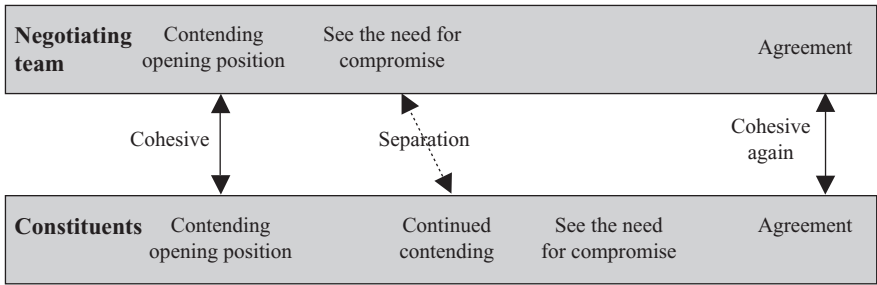 Negotiating
team
Contending
opening position
See the need for
compromise
Agreement
Cohesive
Separation
Cohesive
again
Constituents
Contending
opening position
Continued
contending
See the need
for compromise
Agreement